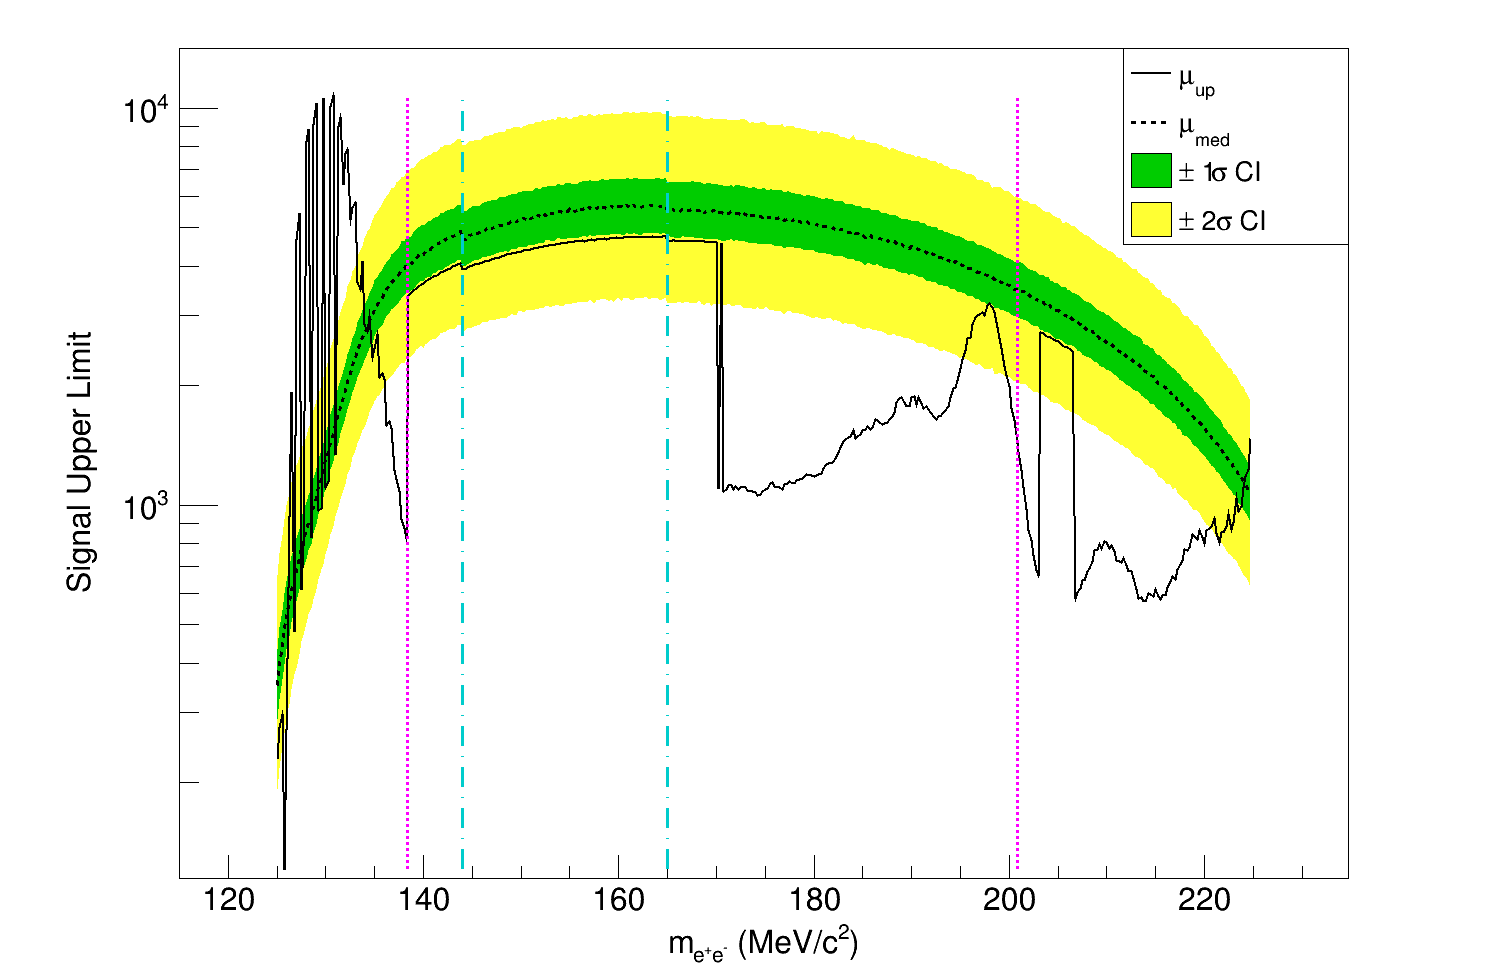 μup
μmed
± 1σ CI
± 2σ CI
10⁴
10³
Signal Upper Limit
120 140 160 180 200 220
mₑ⁺ₑ⁻ (MeV/c²)